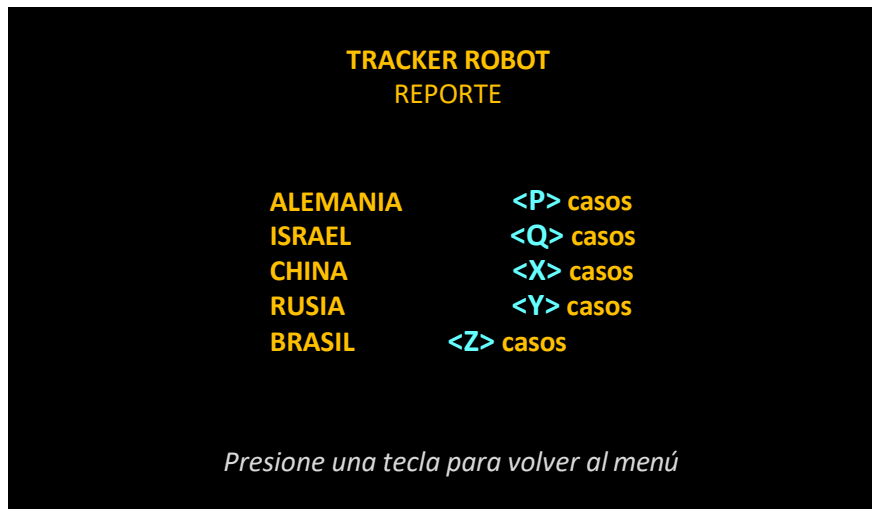 TRACKER ROBOT
REPORTE
ALEMANIA <P> casos
ISRAEL <Q> casos
CHINA <X> casos
RUSIA <Y> casos
BRASIL <Z> casos
Presione una tecla para volver al menú